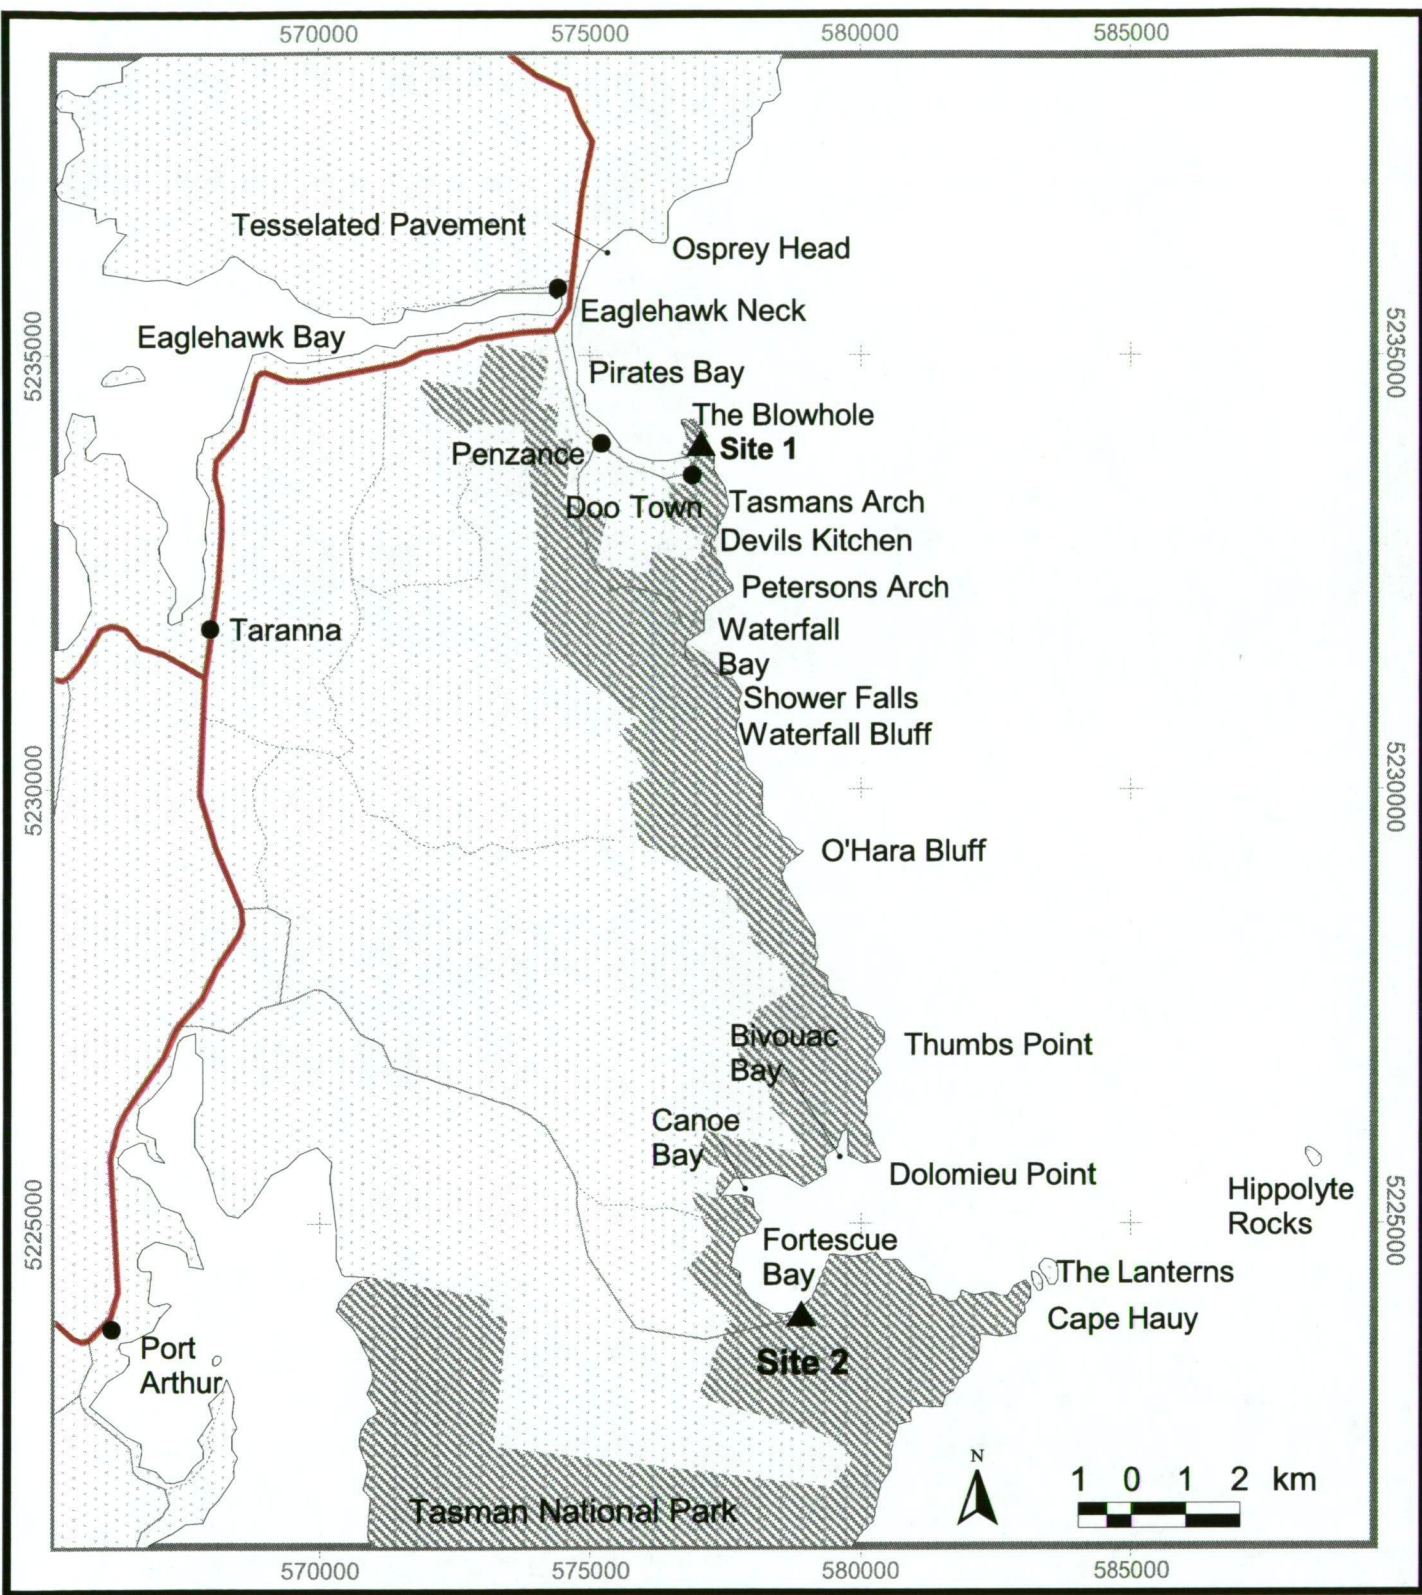 570000 575000 580000 585000
Tesselated Pavement
Osprey Head
Eaglehawk Neck
Eaglehawk Bay
5235000
5235000
Pirates Bay
The Blowhole
Site 1
Penzance
Doo Town
Tasmans Arch
Devils Kitchen
Petersons Arch
Taranna
Waterfall
Bay
Shower Falls
Waterfall Bluff
5230000
5230000
O'Hara Bluff
Bivouac
Bay
Thumbs Point
Canoe
Bay
Dolomieu Point
Hippolyte
Rocks
5225000
5225000
Fortescue
Bay
The Lanterns
Cape Hauy
Port
Arthur
Site 2
N
1 0 1 2 km
Tasman National Park
570000 575000 580000 585000